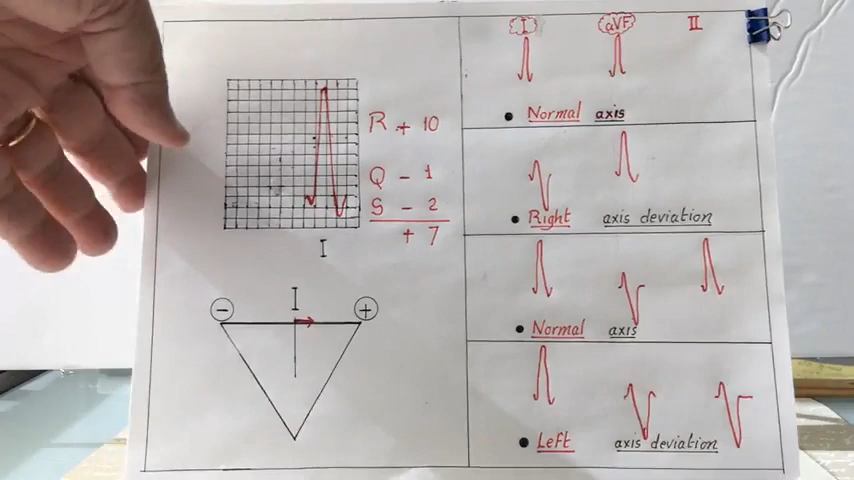 R + 10
Q - 1
S - 2
+ 7
I
I
- +
I aVF II
• Normal axis
• Right axis deviation
• Normal axis
• Left axis deviation